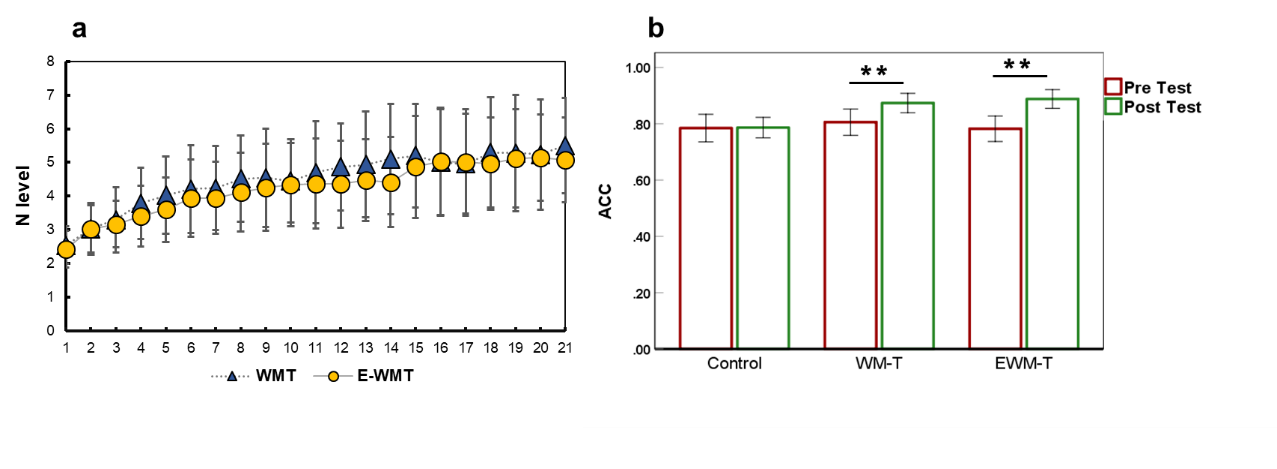 a
N level
8
7
6
5
4
3
2
1
0
1 2 3 4 5 6 7 8 9 10 11 12 13 14 15 16 17 18 19 20 21
WMT E-WMT
b
ACC
1.00
.80
.60
.40
.20
.00
** **
Control WM-T EWM-T
Pre Test
Post Test